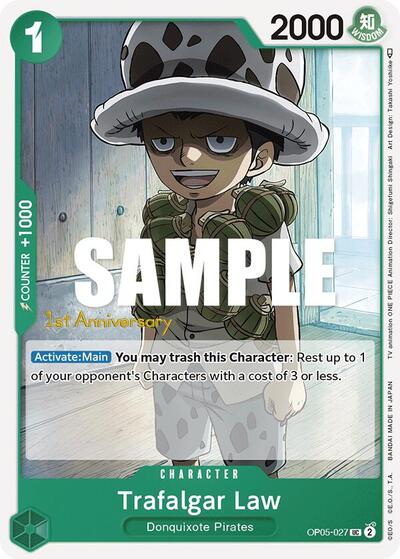 1
2000
知
WISDOM
COUNTER +1000
SAMPLE
1st Anniversary
Activate:Main You may trash this Character: Rest up to 1
of your opponent's Characters with a cost of 3 or less.
CHARACTER
Trafalgar Law
Donquixote Pirates
OP05-027 UC 2
©E.O./S. ©E.O./S., T.A. BANDAI MADE IN JAPAN TV animation ONE PIECE Animation Director: Shigefumi Shingaki Art Design: Takashi Yoshiike